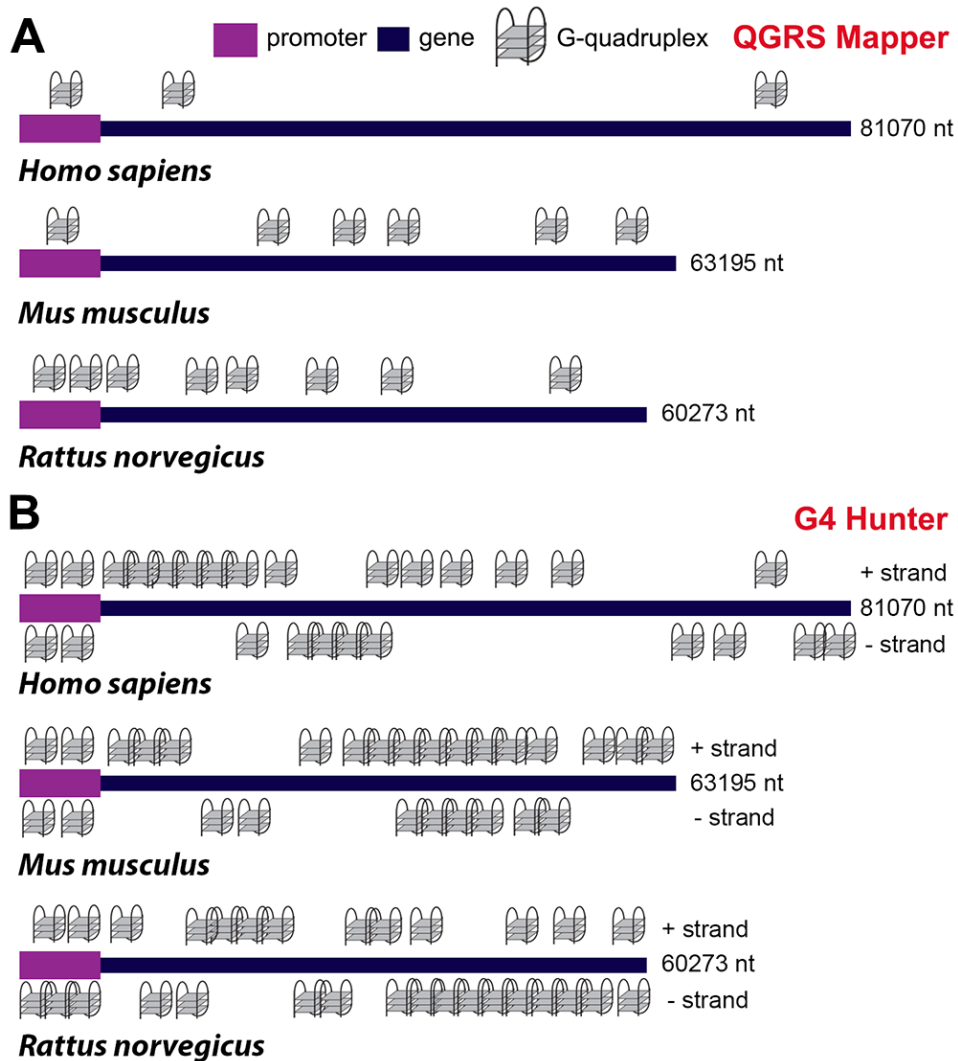 A
promoter gene G-quadruplex QGRS Mapper
81070 nt
Homo sapiens
63195 nt
Mus musculus
60273 nt
Rattus norvegicus
B
G4 Hunter
+ strand
81070 nt
- strand
Homo sapiens
+ strand
63195 nt
- strand
Mus musculus
+ strand
60273 nt
- strand
Rattus norvegicus